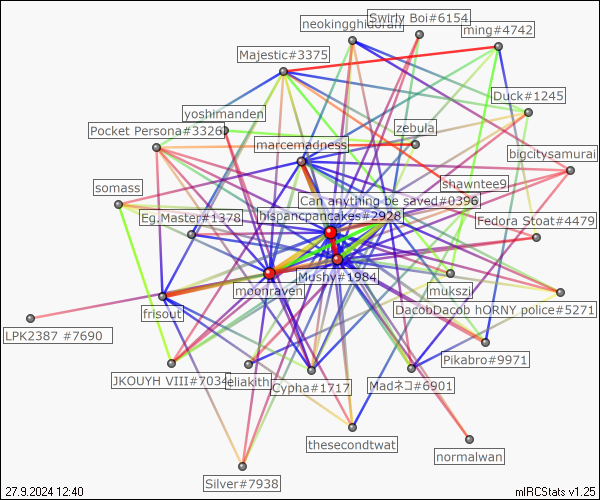 Swirly Boi#6154
neokingghidorah
ming#4742
Majestic#3375
Duck#1245
yoshimanden
Pocket Persona#3326
zebula
marcemadness
bigcitysamurai
shawntee9
somass
Can anything be saved#0396
Eg.Master#1378
hispancpancakes#2928
Fedora Stoat#4479
Mushy#1984
moonraven
mukszi
DacobDacob hORNY police#5271
frisout
LPK2387 #7690
Pikabro#9971
JKOUYH VIII#7034
eliakith
Cypha#1717
Madネコ#6901
thesecondtwat
normalwan
Silver#7938
27.9.2024 12:40
mIRCStats v1.25